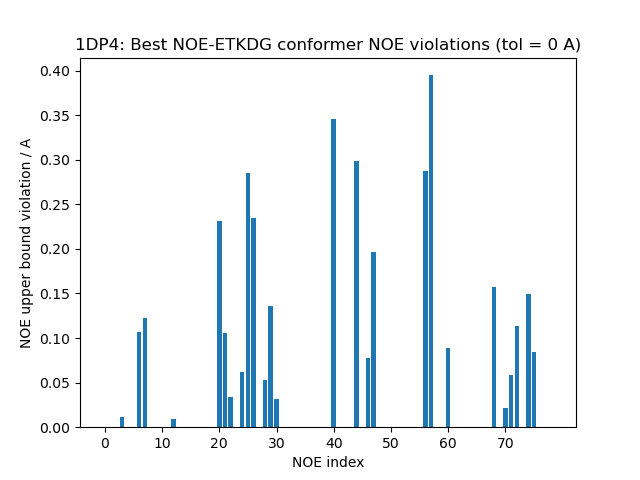 1DP4: Best NOE-ETKDG conformer NOE violations (tol = 0 A)
NOE upper bound violation / A
0.40
0.35
0.30
0.25
0.20
0.15
0.10
0.05
0.00
0 10 20 30 40 50 60 70
NOE index